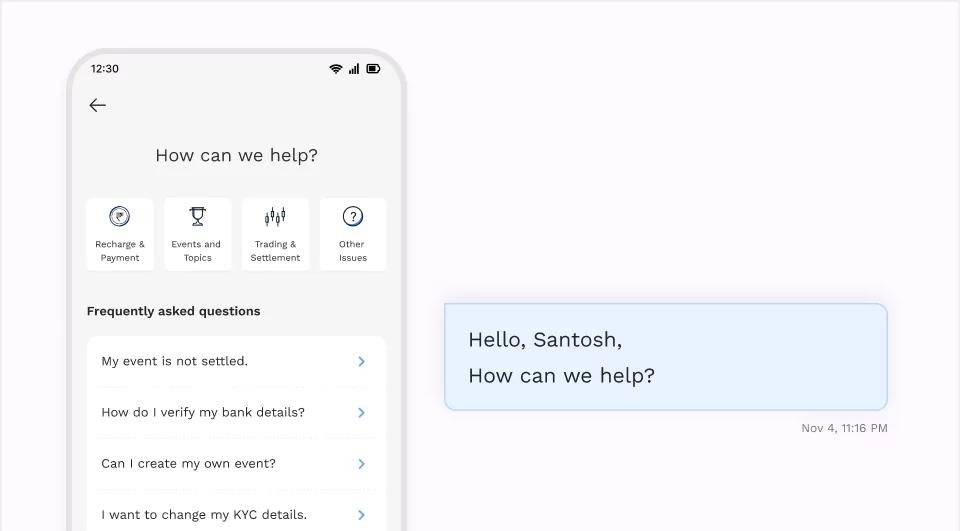 12:30
How can we help?
₹
Recharge &
Payment
Events and
Topics
Trading &
Settlement
?
Other
Issues
Frequently asked questions
My event is not settled.
How do I verify my bank details?
Can I create my own event?
I want to change my KYC details.
Hello, Santosh,
How can we help?
Nov 4, 11:16 PM